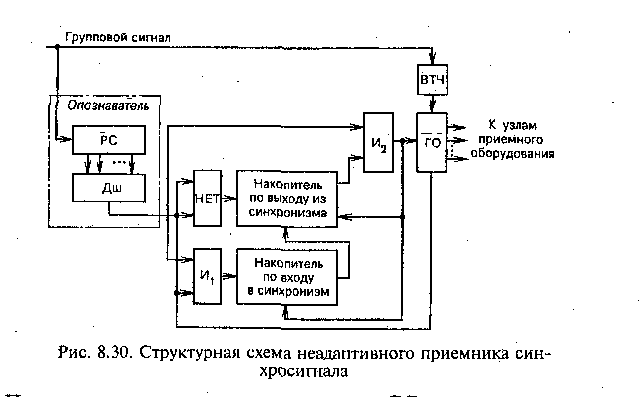 Групповой сигнал
ВТЧ
Опознаватель
РС
Дш
И2
ГО
К узлам
приемного
оборудования
НЕТ
Накопитель
по выходу из
синхронизма
И1
Накопитель
по входу
в синхронизм
Рис. 8.30. Структурная схема неадаптивного приемника син-
хросигнала